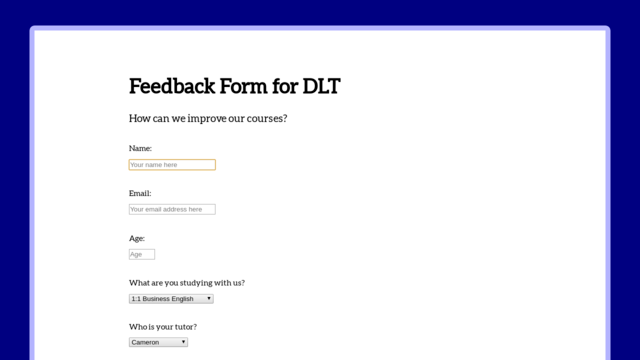 Feedback Form for DLT
How can we improve our courses?
Name:
Your name here
Email:
Your email address here
Age:
Age
What are you studying with us?
1:1 Business English
Who is your tutor?
Cameron